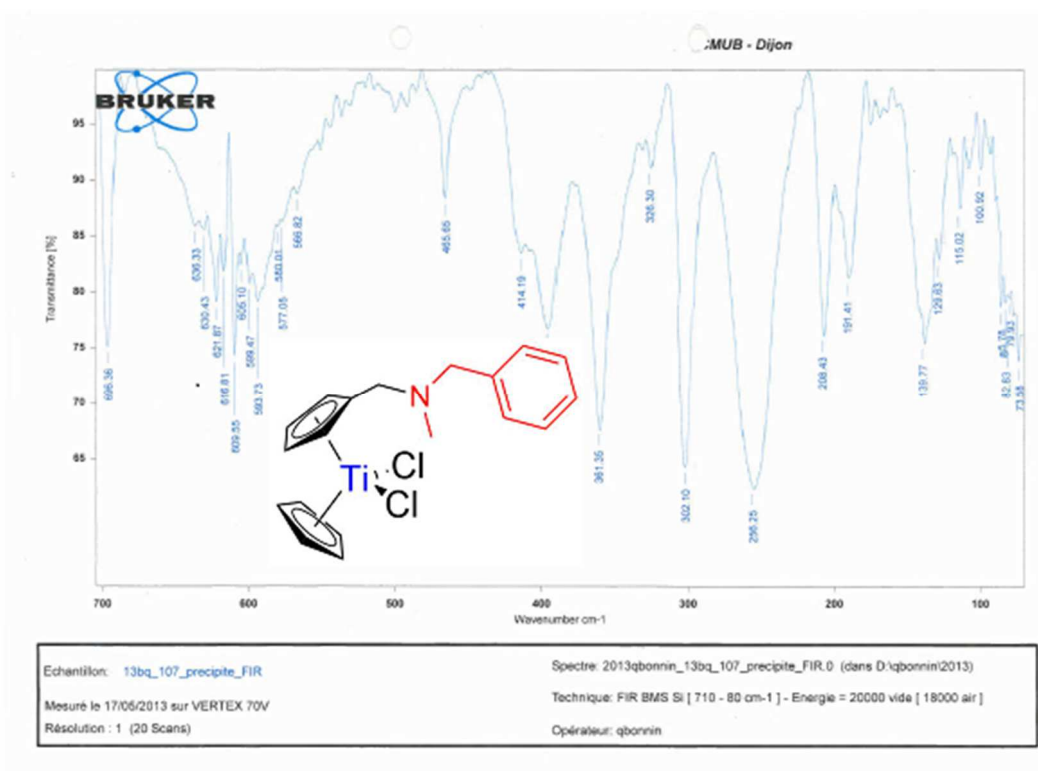 CMUB - Dijon
BRUKER
Transmittance [%]
95
90
85
80
75
70
65
696.36
636.33
630.43
621.87
616.81
609.55
605.10
599.47
593.73
580.01
577.05
566.82
465.65
414.19
361.35
326.30
302.10
256.25
208.43
191.41
139.77
129.63
115.02
100.92
82.83
79.93
73.58
N
Ti
Cl
Cl
700 600 500 400 300 200 100
Wavenumber cm-1
Echantillon: 13bq_107_precipite_FIR
Mesuré le 17/05/2013 sur VERTEX 70V
Résolution : 1 (20 Scans)
Spectre: 2013qbonnin_13bq_107_precipite_FIR.0 (dans D:\qbonnin\2013)
Technique: FIR BMS Si [ 710 - 80 cm-1 ] - Energie = 20000 vide [ 18000 air ]
Opérateur: qbonnin